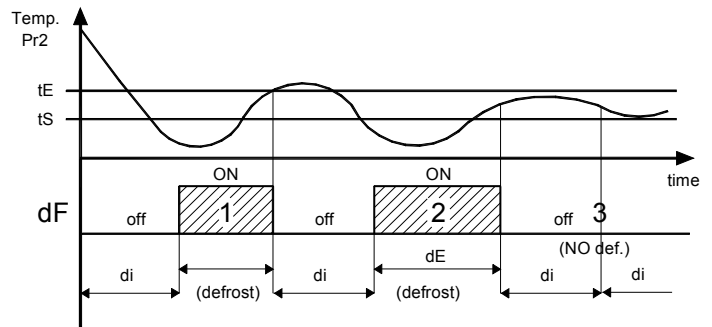 Temp.
Pr2
tE
tS
time
ON ON
dF off 1 off 2 off 3
(NO def.)
dE
di di di di
(defrost) (defrost)